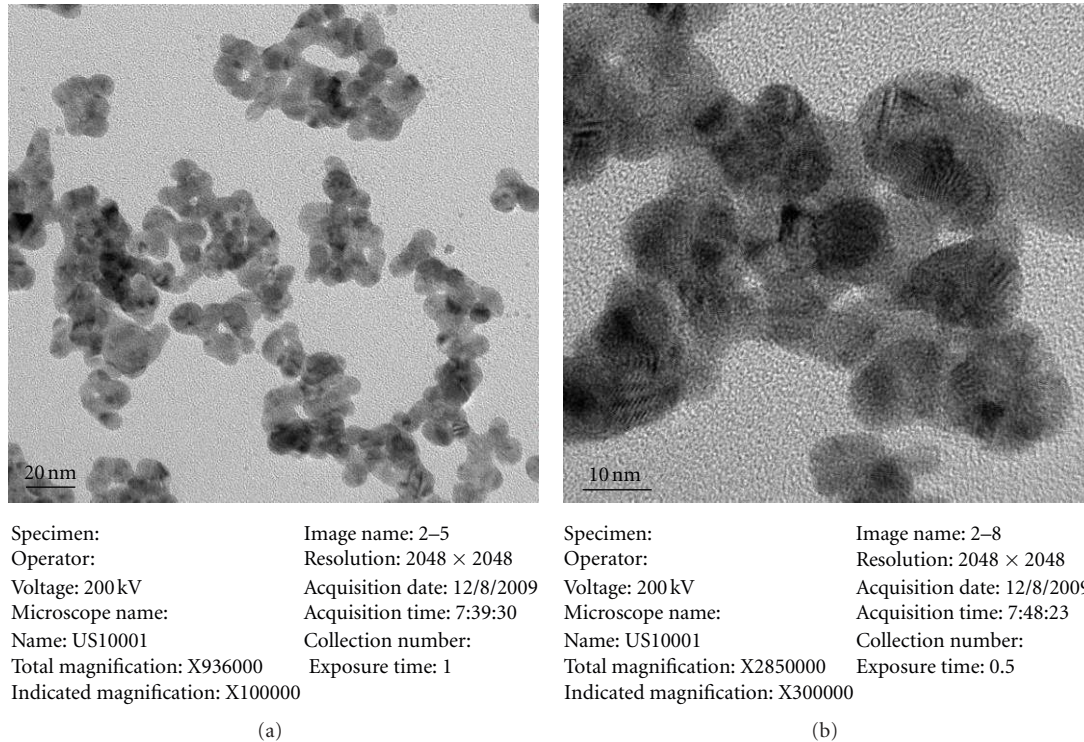 20 nm
10 nm
Specimen:
Operator:
Voltage: 200 kV
Microscope name:
Name: US10001
Total magnification: X936000
Indicated magnification: X100000
Image name: 2–5
Resolution: 2048 × 2048
Acquisition date: 12/8/2009
Acquisition time: 7:39:30
Collection number:
Exposure time: 1
(a)
Specimen:
Operator:
Voltage: 200 kV
Microscope name:
Name: US10001
Total magnification: X2850000
Indicated magnification: X300000
Image name: 2–8
Resolution: 2048 × 2048
Acquisition date: 12/8/2009
Acquisition time: 7:48:23
Collection number:
Exposure time: 0.5
(b)